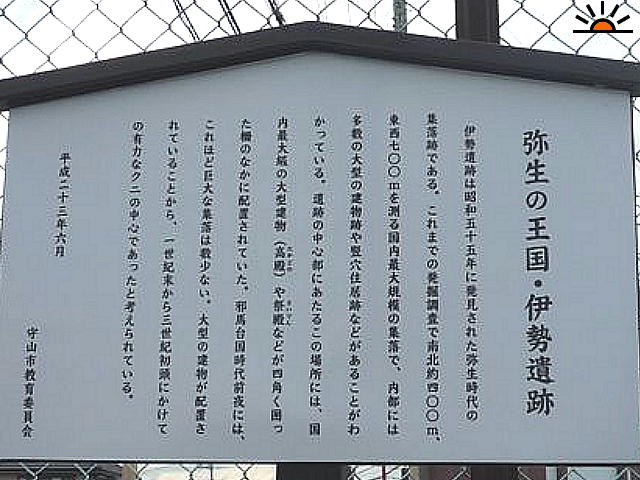 弥生の王国・伊勢遺跡
伊勢遺跡は昭和五十五年に発見された弥生時代の
集落跡である。これまでの発掘調査で南北約四〇〇m、
東西七〇〇mを測る国内最大規模の集落で、内部には
多数の大型の建物跡や竪穴住居跡などがあることがわ
かっている。遺跡の中心部にあたるこの場所には、国
内最大級の大型建物（高殿）や祭殿などが四角く囲っ
た柵のなかに配置されていた。邪馬台国時代前夜には、
これほど巨大な集落は数少ない。大型の建物が配置さ
れていることから、一世紀末から三世紀初頭にかけて
の有力なクニの中心であったと考えられている。
平成二十三年六月
守山市教育委員会